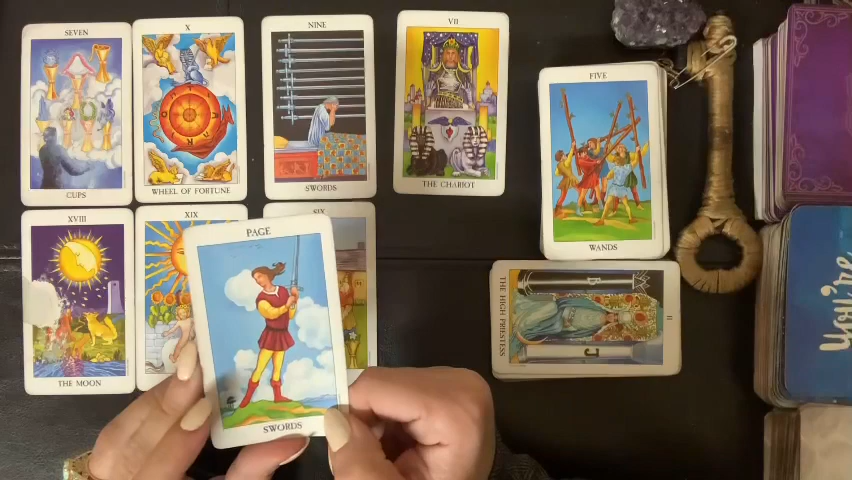 SEVEN
CUPS
X
WHEEL OF FORTUNE
NINE
SWORDS
VII
THE CHARIOT
FIVE
WANDS
XVIII
THE MOON
XIX
SIX
PAGE
SWORDS
THE HIGH PRIESTESS
II
B
J
you're